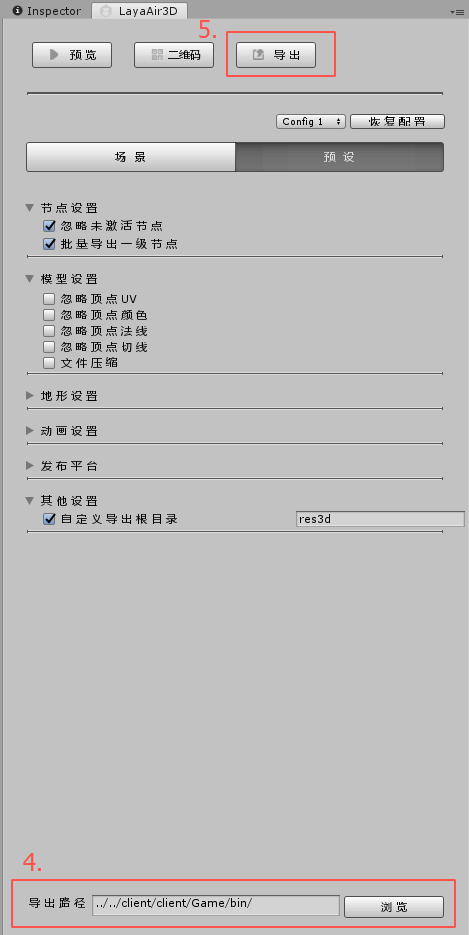 Inspector LayaAir3D
5.
预览 二维码 导出
Config 1 恢复配置
场景 预设
节点设置
忽略未激活节点
批量导出一级节点
模型设置
忽略顶点UV
忽略顶点颜色
忽略顶点法线
忽略顶点切线
文件压缩
地形设置
动画设置
发布平台
其他设置
自定义导出根目录 res3d
4.
导出路径 ../../client/client/Game/bin/ 浏览